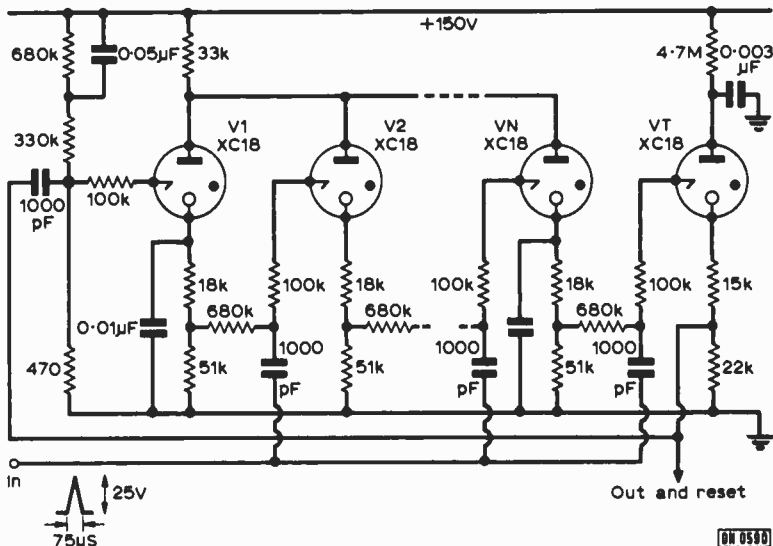 +150V
680k
0·05µF
33k
4·7M
0·003
µF
330k
V1
XC18
V2
XC18
VN
XC18
VT
XC18
1000
pF
100k
18k
100k
18k
100k
18k
100k
15k
0·01µF
680k
680k
680k
470
51k
1000
pF
51k
1000
pF
51k
1000
pF
22k
In
25V
75µS
Out and reset